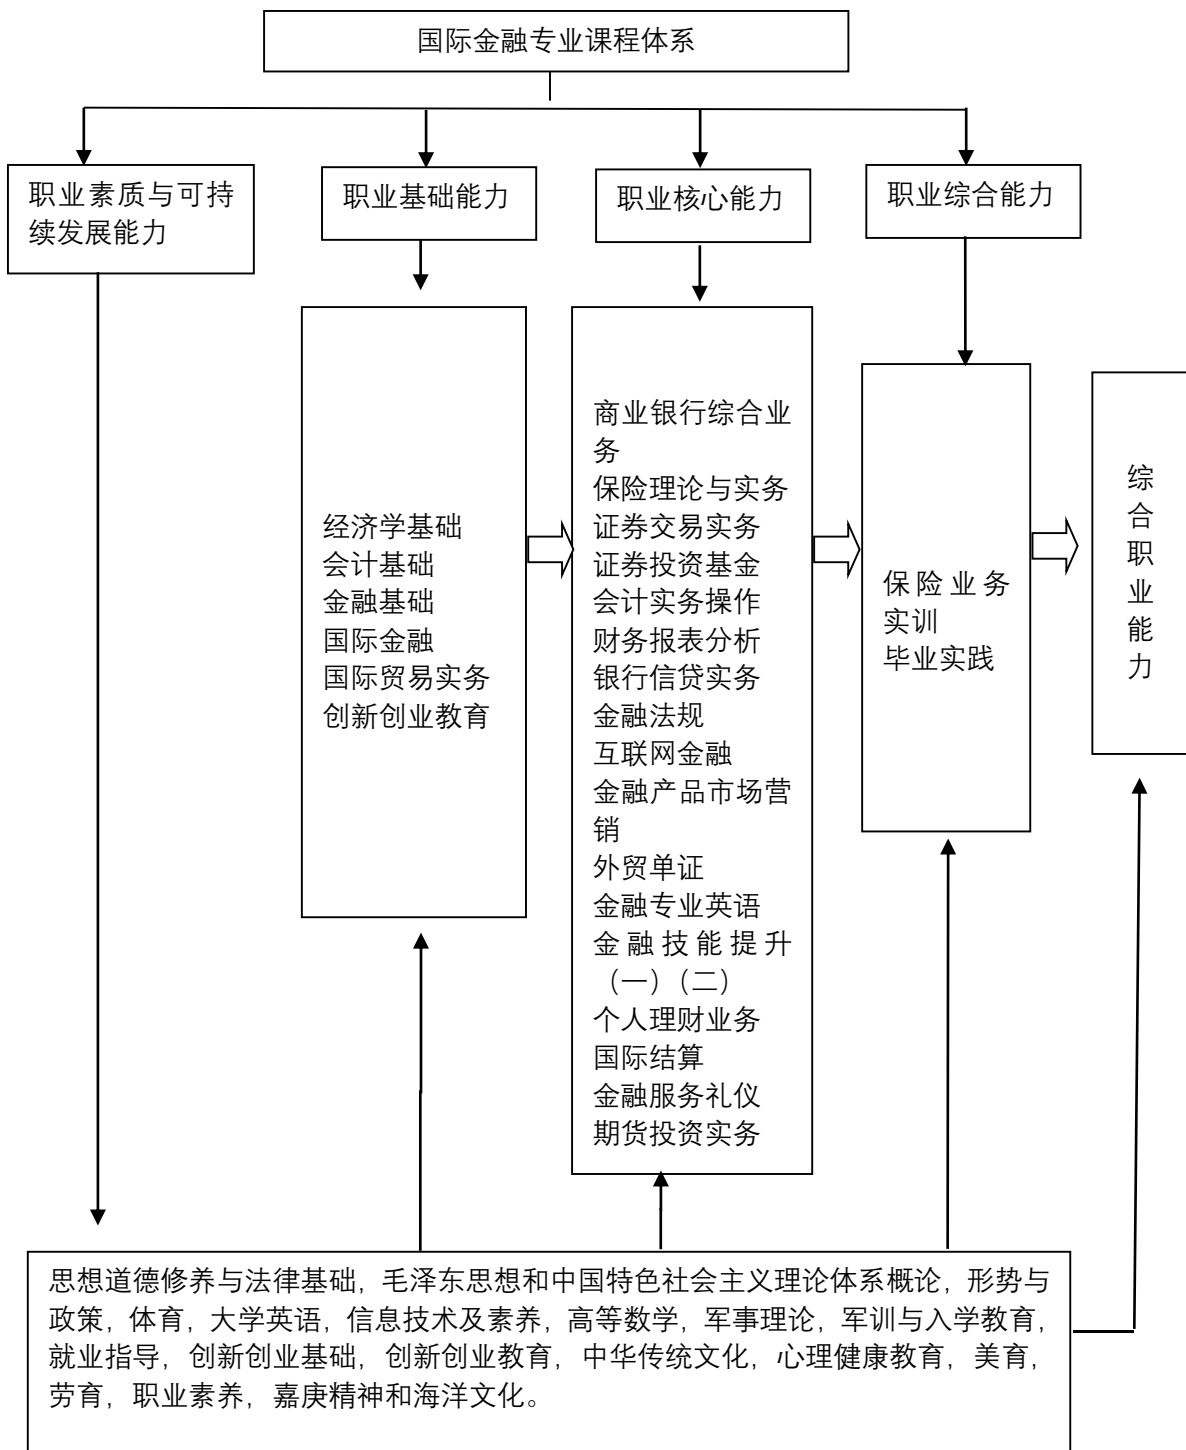 国际金融专业课程体系
职业素质与可持
续发展能力
职业基础能力
职业核心能力
职业综合能力
经济学基础
会计基础
金融基础
国际金融
国际贸易实务
创新创业教育
商业银行综合业
务
保险理论与实务
证券交易实务
证券投资基金
会计实务操作
财务报表分析
银行信贷实务
金融法规
互联网金融
金融产品市场营
销
外贸单证
金融专业英语
金融技能提升
（一）（二）
个人理财业务
国际结算
金融服务礼仪
期货投资实务
保险业务
实训
毕业实践
综
合
职
业
能
力
思想道德修养与法律基础，毛泽东思想和中国特色社会主义理论体系概论，形势与
政策，体育，大学英语，信息技术及素养，高等数学，军事理论，军训与入学教育，
就业指导，创新创业基础，创新创业教育，中华传统文化，心理健康教育，美育，
劳育，职业素养，嘉庚精神和海洋文化。